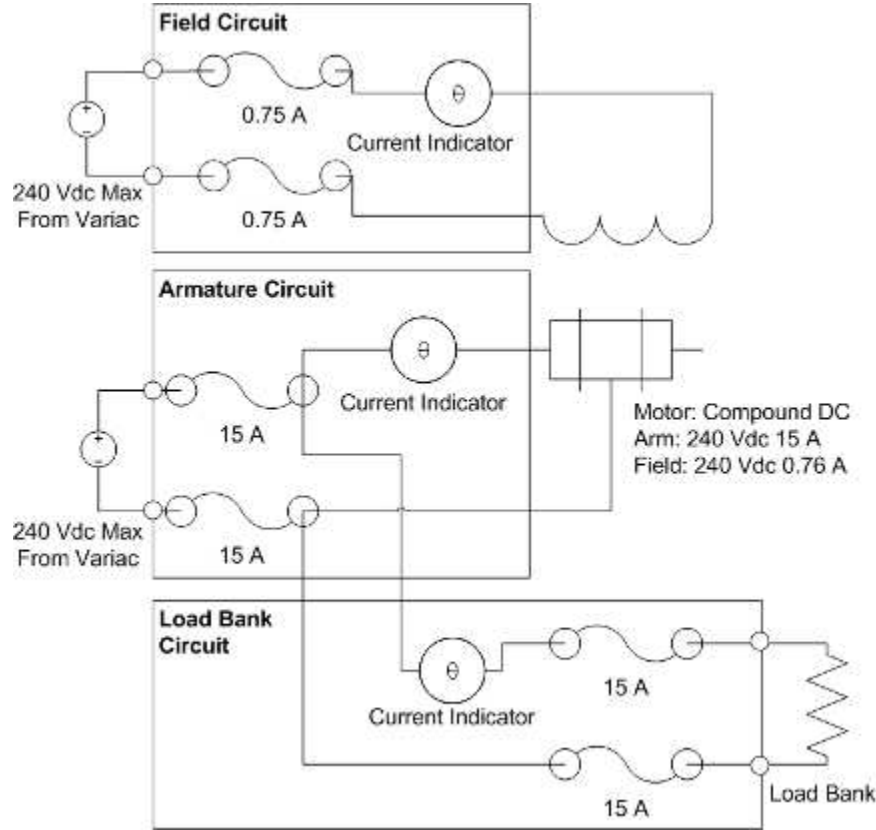 Field Circuit
0.75 A
θ
Current Indicator
+
−
240 Vdc Max
From Variac
0.75 A
Armature Circuit
θ
Current Indicator
15 A
+
−
Motor: Compound DC
Arm: 240 Vdc 15 A
Field: 240 Vdc 0.76 A
240 Vdc Max
From Variac
15 A
Load Bank
Circuit
θ
Current Indicator
15 A
Load Bank
15 A